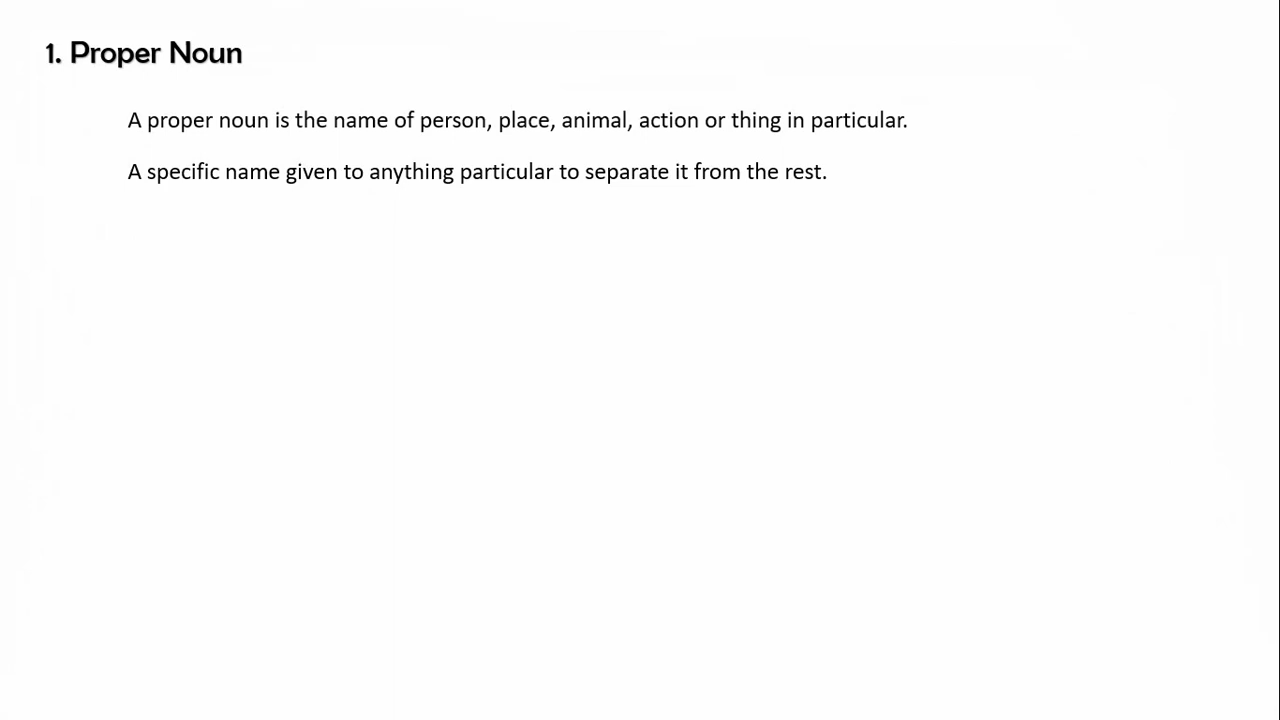 1. Proper Noun
A proper noun is the name of person, place, animal, action or thing in particular.
A specific name given to anything particular to separate it from the rest.